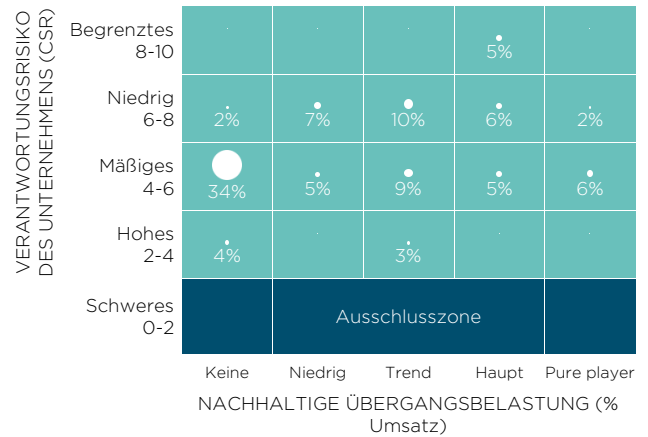 VERANTWORTUNGSRISIKO
DES UNTERNEHMENS (CSR)
Begrenztes
8-10
5%
Niedrig
6-8
2% 7% 10% 6% 2%
Mäßiges
4-6
34% 5% 9% 5% 6%
Hohes
2-4
4% 3%
Schweres
0-2
Ausschlusszone
Keine Niedrig Trend Haupt Pure player
NACHHALTIGE ÜBERGANGSBELASTUNG (%
Umsatz)